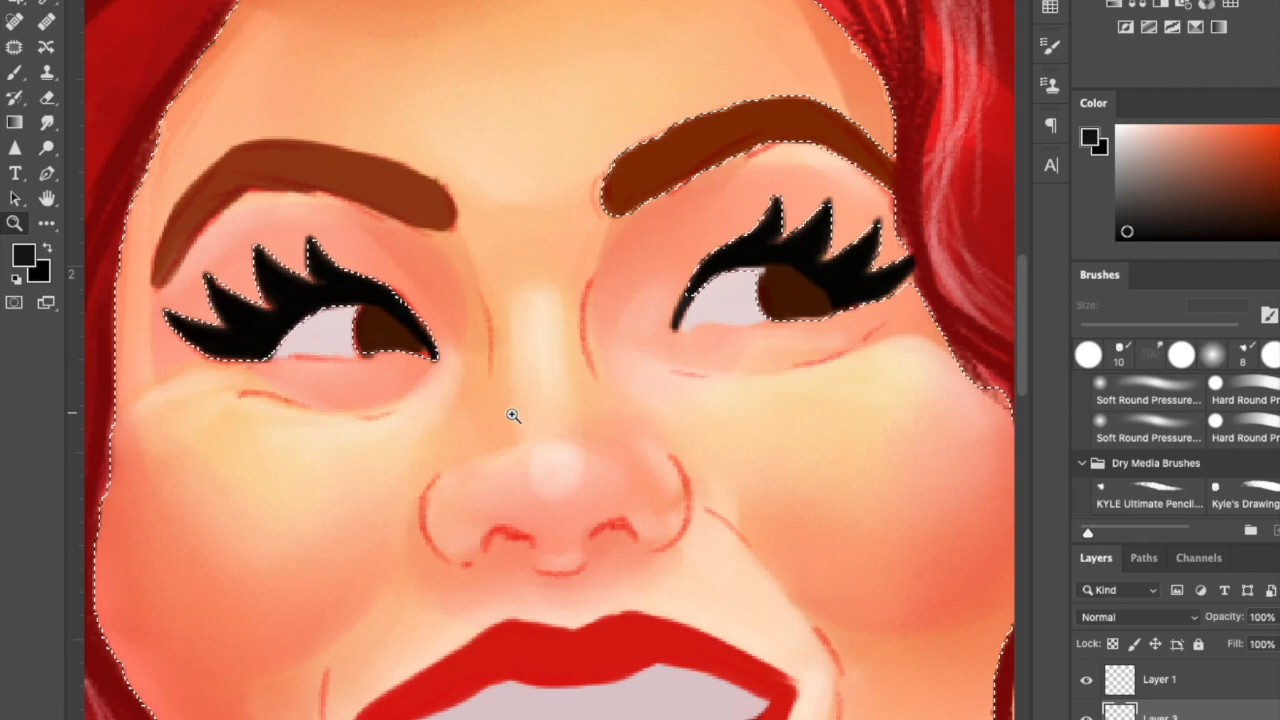 2
Color
Brushes
Size:
10
8
Soft Round Pressure...
Hard Round Pr
Soft Round Pressure...
Hard Round Pr
Dry Media Brushes
KYLE Ultimate Pencil...
Kyle's Drawing
Layers Paths Channels
Kind
Normal Opacity: 100%
Lock: Fill: 100%
Layer 1
Layer 3